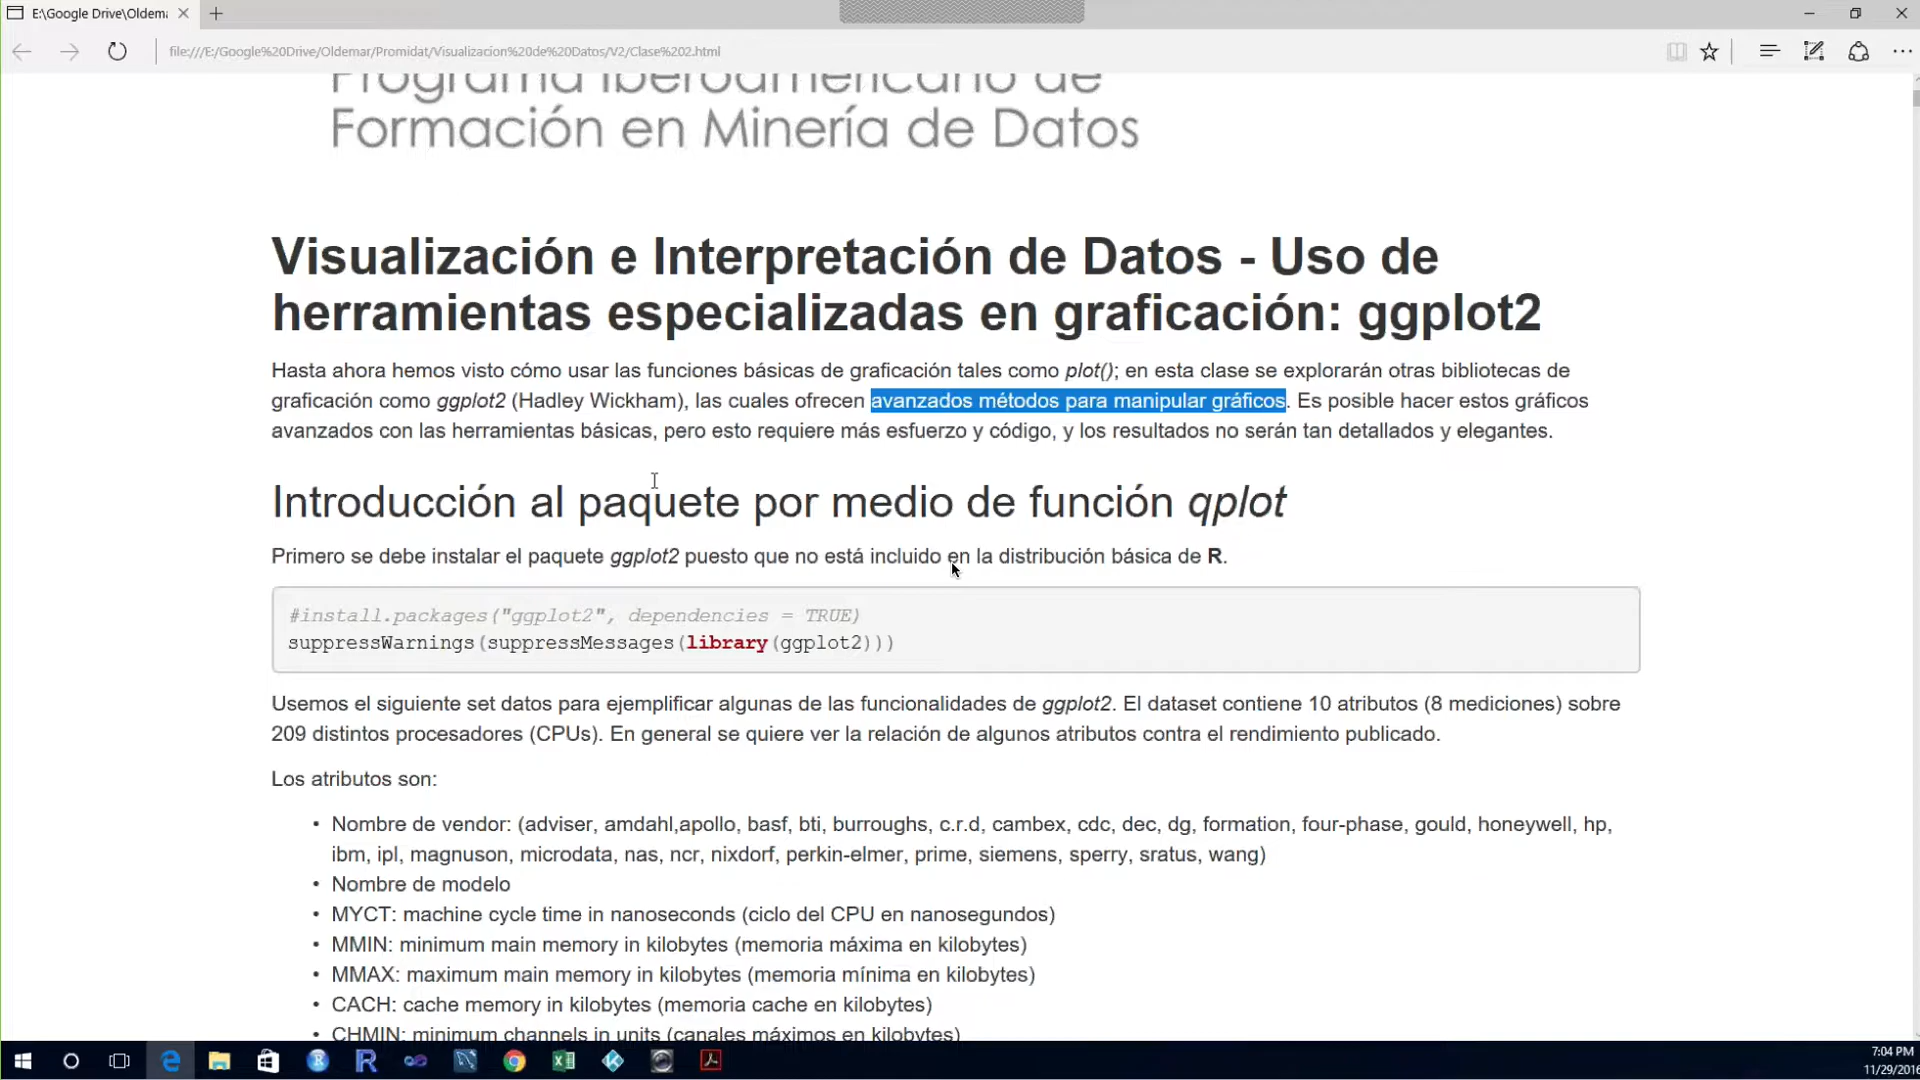 E:\Google Drive\Oldema
file:///E:/Google%20Drive/Oldemar/Promidat/Visualizacion%20de%20Datos/V2/Clase%202.html
Programa Iberoamericano de
Formación en Minería de Datos
Visualización e Interpretación de Datos - Uso de
herramientas especializadas en graficación: ggplot2
Hasta ahora hemos visto cómo usar las funciones básicas de graficación tales como plot(); en esta clase se explorarán otras bibliotecas de
graficación como ggplot2 (Hadley Wickham), las cuales ofrecen avanzados métodos para manipular gráficos. Es posible hacer estos gráficos
avanzados con las herramientas básicas, pero esto requiere más esfuerzo y código, y los resultados no serán tan detallados y elegantes.
Introducción al paquete por medio de función qplot
Primero se debe instalar el paquete ggplot2 puesto que no está incluido en la distribución básica de R.
#install.packages("ggplot2", dependencies = TRUE)
suppressWarnings(suppressMessages(library(ggplot2)))
Usemos el siguiente set datos para ejemplificar algunas de las funcionalidades de ggplot2. El dataset contiene 10 atributos (8 mediciones) sobre
209 distintos procesadores (CPUs). En general se quiere ver la relación de algunos atributos contra el rendimiento publicado.
Los atributos son:
• Nombre de vendor: (adviser, amdahl,apollo, basf, bti, burroughs, c.r.d, cambex, cdc, dec, dg, formation, four-phase, gould, honeywell, hp,
ibm, ipl, magnuson, microdata, nas, ncr, nixdorf, perkin-elmer, prime, siemens, sperry, sratus, wang)
• Nombre de modelo
• MYCT: machine cycle time in nanoseconds (ciclo del CPU en nanosegundos)
• MMIN: minimum main memory in kilobytes (memoria máxima en kilobytes)
• MMAX: maximum main memory in kilobytes (memoria mínima en kilobytes)
• CACH: cache memory in kilobytes (memoria cache en kilobytes)
• CHMIN: minimum channels in units (canales máximos en kilobytes)
7:04 PM
11/29/2016